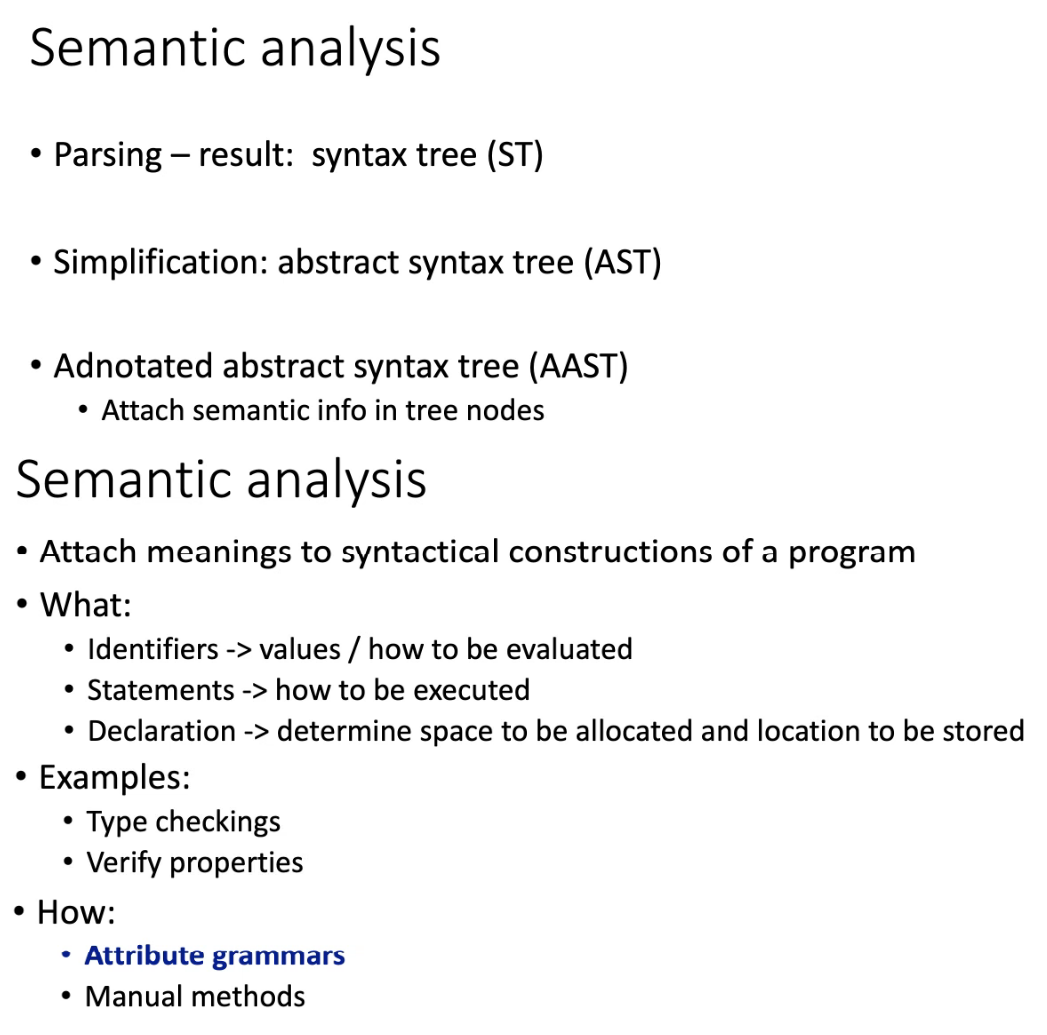 Semantic analysis
• Parsing – result:  syntax tree (ST)
• Simplification: abstract syntax tree (AST)
• Adnotated abstract syntax tree (AAST)
• Attach semantic info in tree nodes
Semantic analysis
• Attach meanings to syntactical constructions of a program
• What:
• Identifiers -> values / how to be evaluated
• Statements -> how to be executed
• Declaration -> determine space to be allocated and location to be stored
• Examples:
• Type checkings
• Verify properties
• How:
• Attribute grammars
• Manual methods